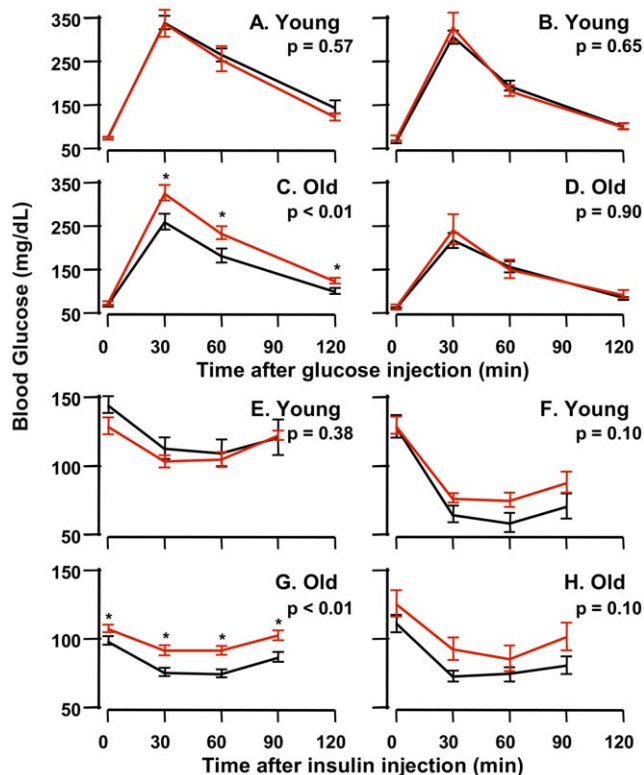 Blood Glucose (mg/dL)
350
250
150
50
A. Young
p = 0.57
B. Young
p = 0.65
350
250
150
50
C. Old
p < 0.01
* * *
D. Old
p = 0.90
0 30 60 90 120 0 30 60 90 120
Time after glucose injection (min)
150
100
50
E. Young
p = 0.38
F. Young
p = 0.10
150
100
50
G. Old
p < 0.01
* * * *
H. Old
p = 0.10
0 30 60 90 120 0 30 60 90 120
Time after insulin injection (min)